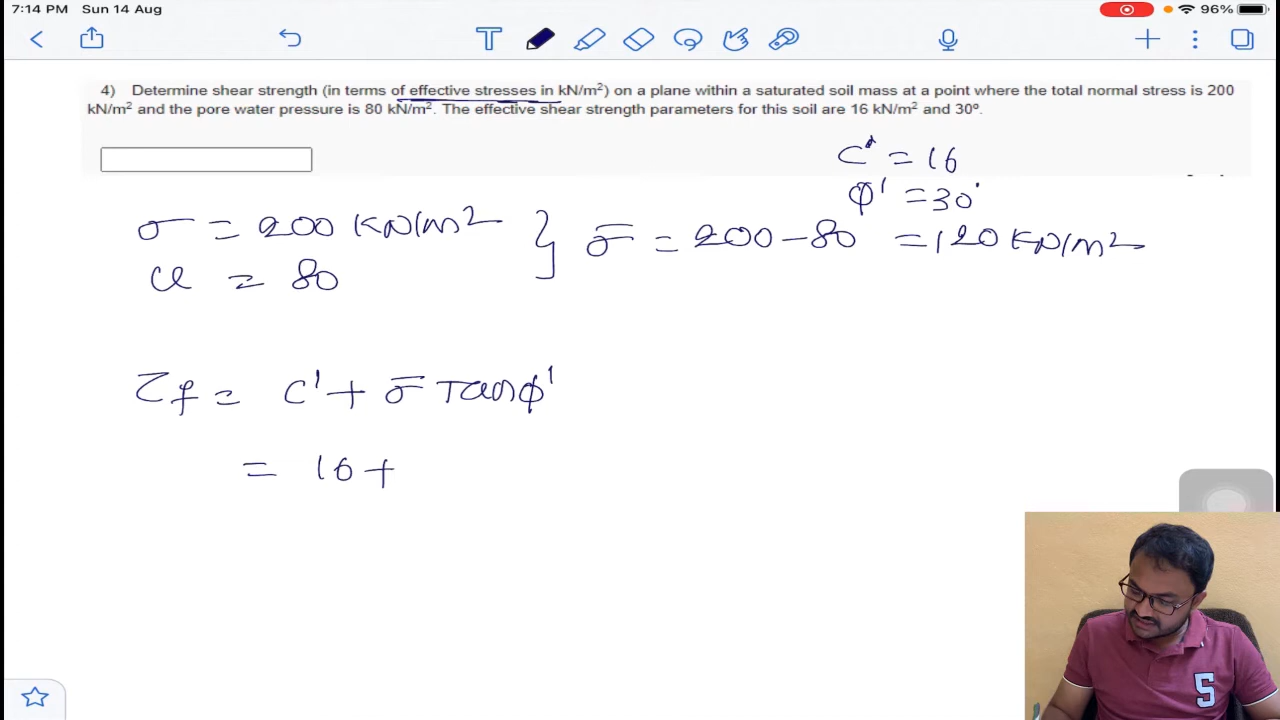 7:14 PM Sun 14 Aug 96%
T
4) Determine shear strength (in terms of effective stresses in kN/m²) on a plane within a saturated soil mass at a point where the total normal stress is 200
kN/m² and the pore water pressure is 80 kN/m². The effective shear strength parameters for this soil are 16 kN/m² and 30º.
C' = 16
ϕ' = 30°
σ = 200 KN/m2 } σ̅ = 200 - 80 = 120 KN/m2
u = 80
τf = C' + σ̅ Tanϕ'
= 16 +
5